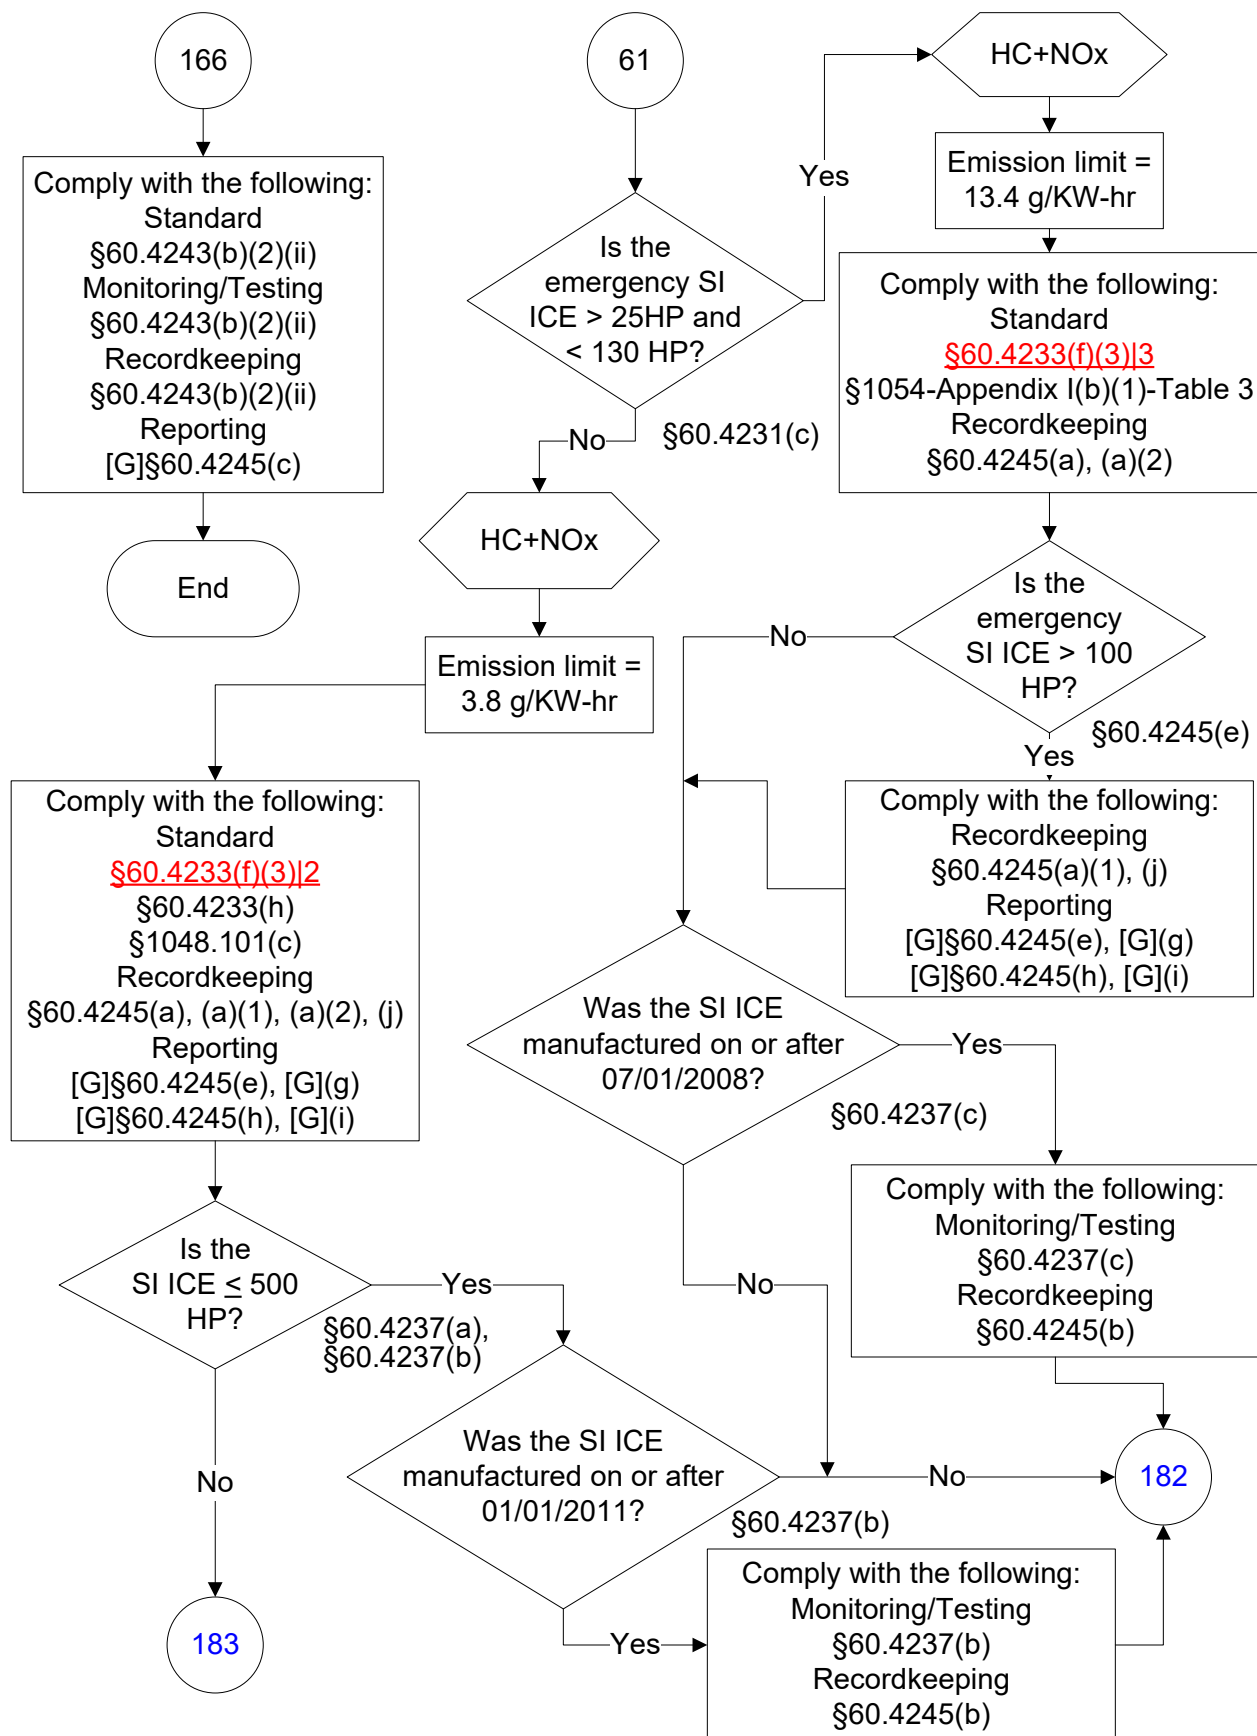 166
Comply with the following:
Standard
§60.4243(b)(2)(ii)
Monitoring/Testing
§60.4243(b)(2)(ii)
Recordkeeping
§60.4243(b)(2)(ii)
Reporting
[G]§60.4245(c)
End
61
Is the
emergency SI
ICE > 25HP and
< 130 HP?
Yes
HC+NOx
Emission limit =
13.4 g/KW-hr
Comply with the following:
Standard
§60.4233(f)(3)|3
§1054-Appendix I(b)(1)-Table 3
Recordkeeping
§60.4245(a), (a)(2)
No
§60.4231(c)
HC+NOx
Emission limit =
3.8 g/KW-hr
Is the
emergency
SI ICE > 100
HP?
No
§60.4245(e)
Yes
Comply with the following:
Recordkeeping
§60.4245(a)(1), (j)
Reporting
[G]§60.4245(e), [G](g)
[G]§60.4245(h), [G](i)
Comply with the following:
Standard
§60.4233(f)(3)|2
§60.4233(h)
§1048.101(c)
Recordkeeping
§60.4245(a), (a)(1), (a)(2), (j)
Reporting
[G]§60.4245(e), [G](g)
[G]§60.4245(h), [G](i)
Was the SI ICE
manufactured on or after
07/01/2008?
Yes
§60.4237(c)
Comply with the following:
Monitoring/Testing
§60.4237(c)
Recordkeeping
§60.4245(b)
No
Is the
SI ICE ≤ 500
HP?
Yes
§60.4237(a),
§60.4237(b)
No
183
Was the SI ICE
manufactured on or after
01/01/2011?
No
§60.4237(b)
182
Yes
Comply with the following:
Monitoring/Testing
§60.4237(b)
Recordkeeping
§60.4245(b)